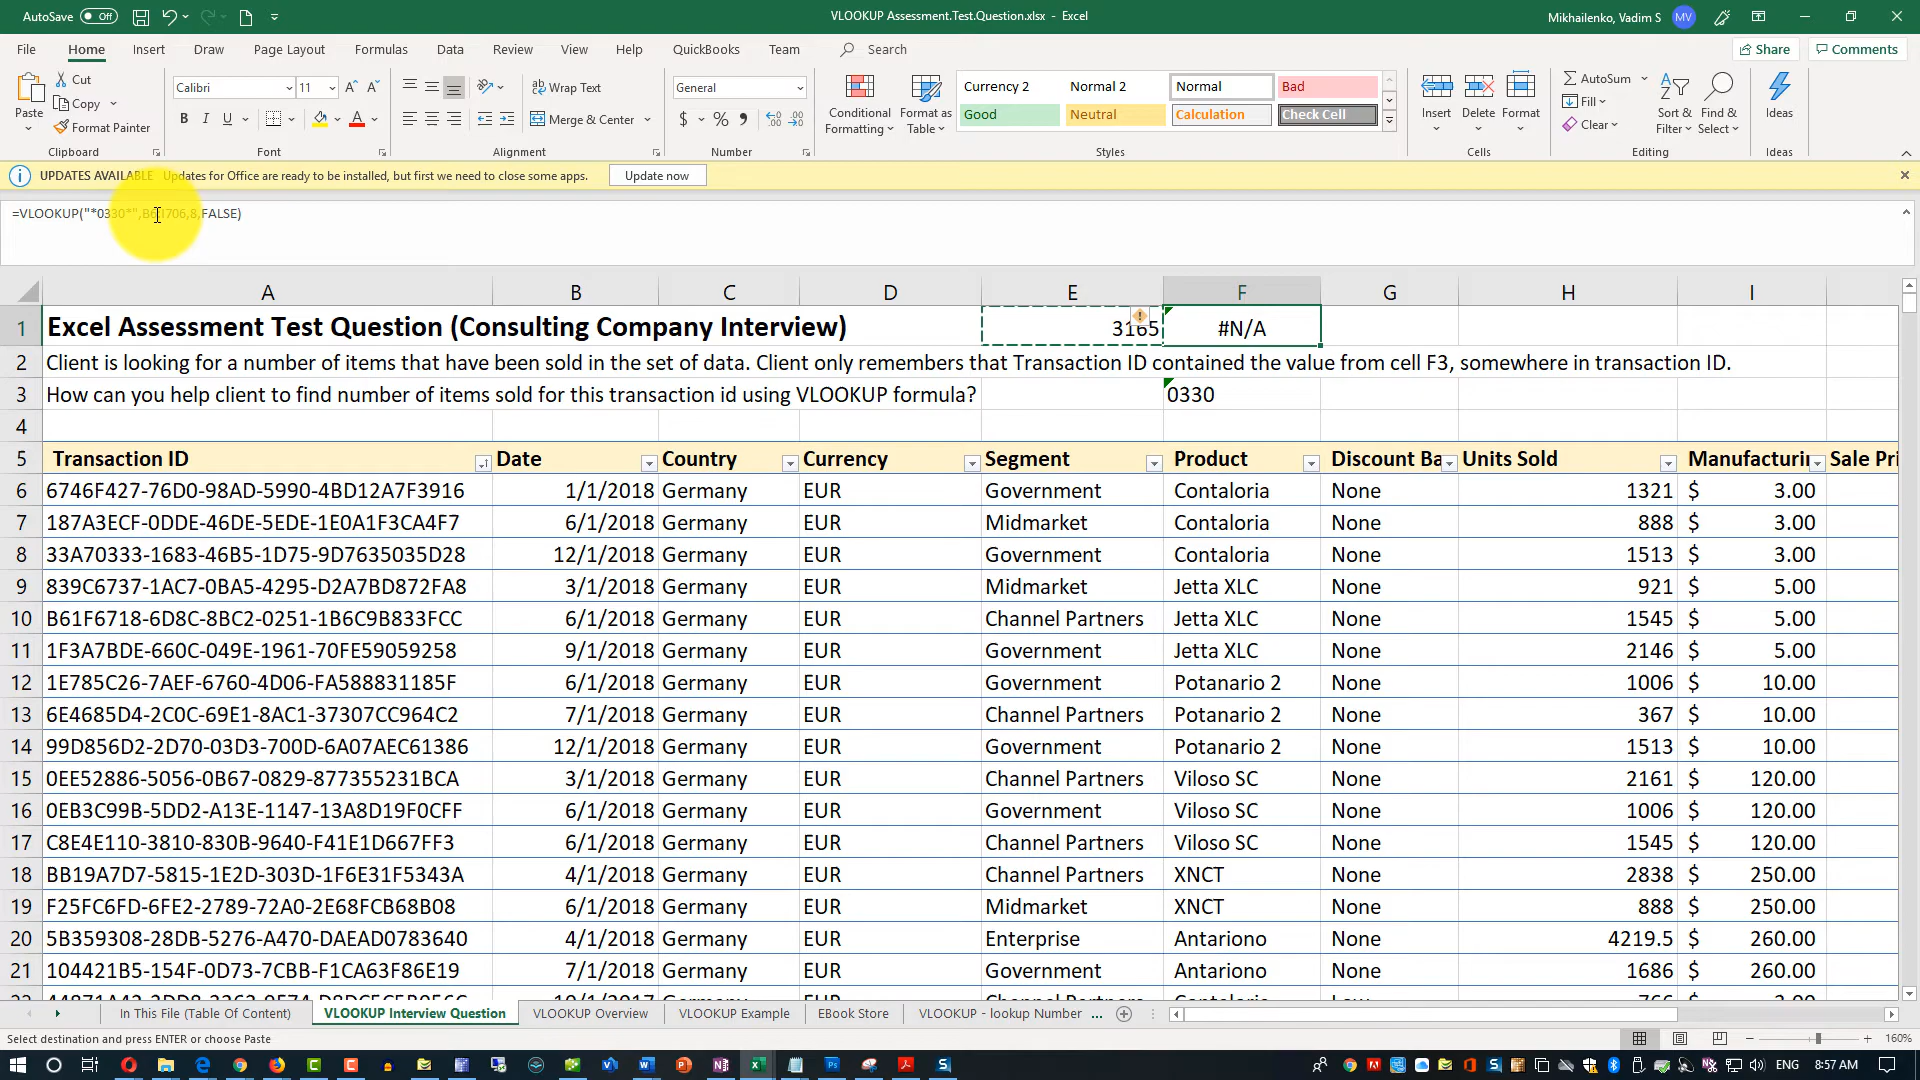 AutoSave Off
VLOOKUP Assessment.Test.Question.xlsx - Excel
Mikhailenko, Vadim S MV
File Home Insert Draw Page Layout Formulas Data Review View Help QuickBooks Team Search Share Comments
Paste Cut Copy Format Painter
Calibri 11
B I U
Wrap Text
Merge & Center
General
$ %
Conditional Formatting
Format as Table
Currency 2 Normal 2 Normal Bad
Good Neutral Calculation Check Cell
Insert Delete Format
AutoSum
Fill
Clear
Sort & Filter
Find & Select
Ideas
Clipboard Font Alignment Number Styles Cells Editing Ideas
UPDATES AVAILABLE Updates for Office are ready to be installed, but first we need to close some apps. Update now
A B C D E F G H I
1 Excel Assessment Test Question (Consulting Company Interview) 3165 #N/A
2 Client is looking for a number of items that have been sold in the set of data. Client only remembers that Transaction ID contained the value from cell F3, somewhere in transaction ID.
3 How can you help client to find number of items sold for this transaction id using VLOOKUP formula? 0330
4
5 Transaction ID Date Country Currency Segment Product Discount Ba Units Sold Manufacturi Sale Pri
6 6746F427-76D0-98AD-5990-4BD12A7F3916 1/1/2018 Germany EUR Government Contaloria None 1321 $ 3.00
7 187A3ECF-0DDE-46DE-5EDE-1E0A1F3CA4F7 6/1/2018 Germany EUR Midmarket Contaloria None 888 $ 3.00
8 33A70333-1683-46B5-1D75-9D7635035D28 12/1/2018 Germany EUR Government Contaloria None 1513 $ 3.00
9 839C6737-1AC7-0BA5-4295-D2A7BD872FA8 3/1/2018 Germany EUR Midmarket Jetta XLC None 921 $ 5.00
10 B61F6718-6D8C-8BC2-0251-1B6C9B833FCC 6/1/2018 Germany EUR Channel Partners Jetta XLC None 1545 $ 5.00
11 1F3A7BDE-660C-049E-1961-70FE59059258 9/1/2018 Germany EUR Government Jetta XLC None 2146 $ 5.00
12 1E785C26-7AEF-6760-4D06-FA588831185F 6/1/2018 Germany EUR Government Potanario 2 None 1006 $ 10.00
13 6E4685D4-2C0C-69E1-8AC1-37307CC964C2 7/1/2018 Germany EUR Channel Partners Potanario 2 None 367 $ 10.00
14 99D856D2-2D70-03D3-700D-6A07AEC61386 12/1/2018 Germany EUR Government Potanario 2 None 1513 $ 10.00
15 0EE52886-5056-0B67-0829-877355231BCA 3/1/2018 Germany EUR Channel Partners Viloso SC None 2161 $ 120.00
16 0EB3C99B-5DD2-A13E-1147-13A8D19F0CFF 6/1/2018 Germany EUR Government Viloso SC None 1006 $ 120.00
17 C8E4E110-3810-830B-9640-F41E1D667FF3 6/1/2018 Germany EUR Channel Partners Viloso SC None 1545 $ 120.00
18 BB19A7D7-5815-1E2D-303D-1F6E31F5343A 4/1/2018 Germany EUR Channel Partners XNCT None 2838 $ 250.00
19 F25FC6FD-6FE2-2789-72A0-2E68FCB68B08 6/1/2018 Germany EUR Midmarket XNCT None 888 $ 250.00
20 5B359308-28DB-5276-A470-DAEAD0783640 4/1/2018 Germany EUR Enterprise Antariono None 4219.5 $ 260.00
21 104421B5-154F-0D73-7CBB-F1CA63F86E19 7/1/2018 Germany EUR Government Antariono None 1686 $ 260.00
In This File (Table Of Content) VLOOKUP Interview Question VLOOKUP Overview VLOOKUP Example EBook Store VLOOKUP - lookup Number ...
Select destination and press ENTER or choose Paste 160%
ENG 8:57 AM